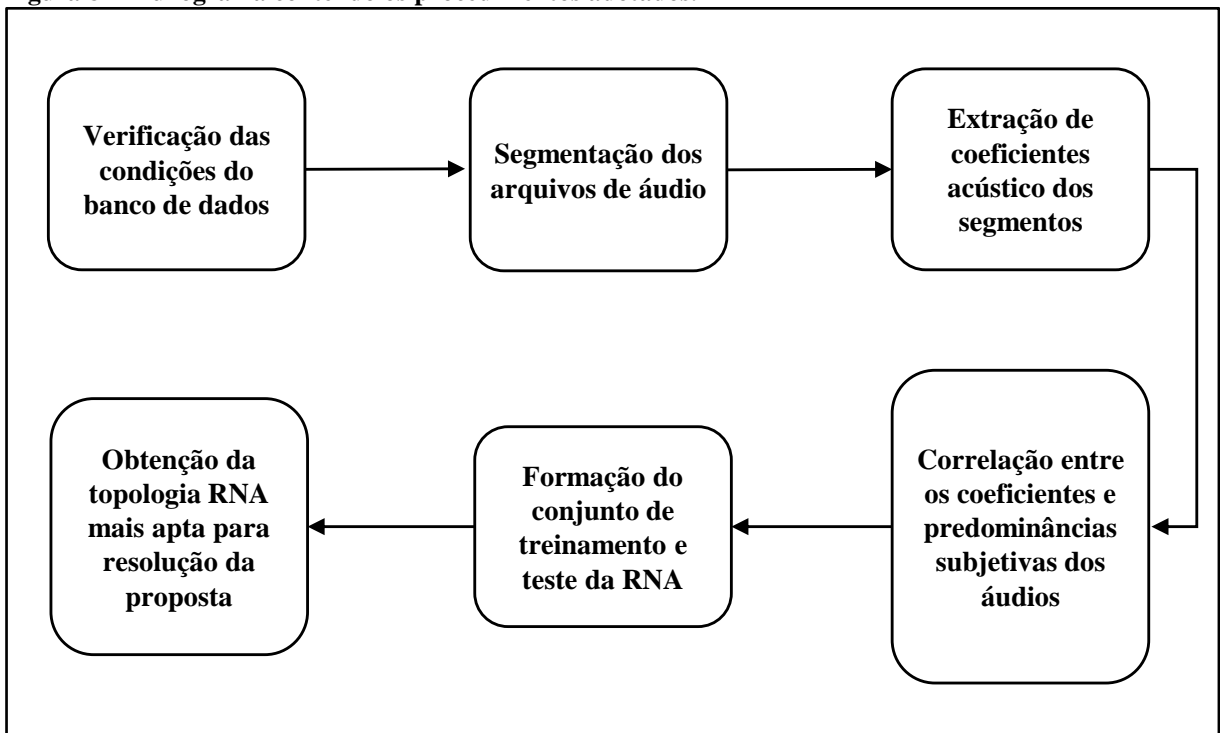 Verificação das
condições do
banco de dados
Segmentação dos
arquivos de áudio
Extração de
coeficientes
acústico dos
segmentos
Correlação entre
os coeficientes e
predominâncias
subjetivas dos
áudios
Formação do
conjunto de
treinamento e
teste da RNA
Obtenção da
topologia RNA
mais apta para
resolução da
proposta